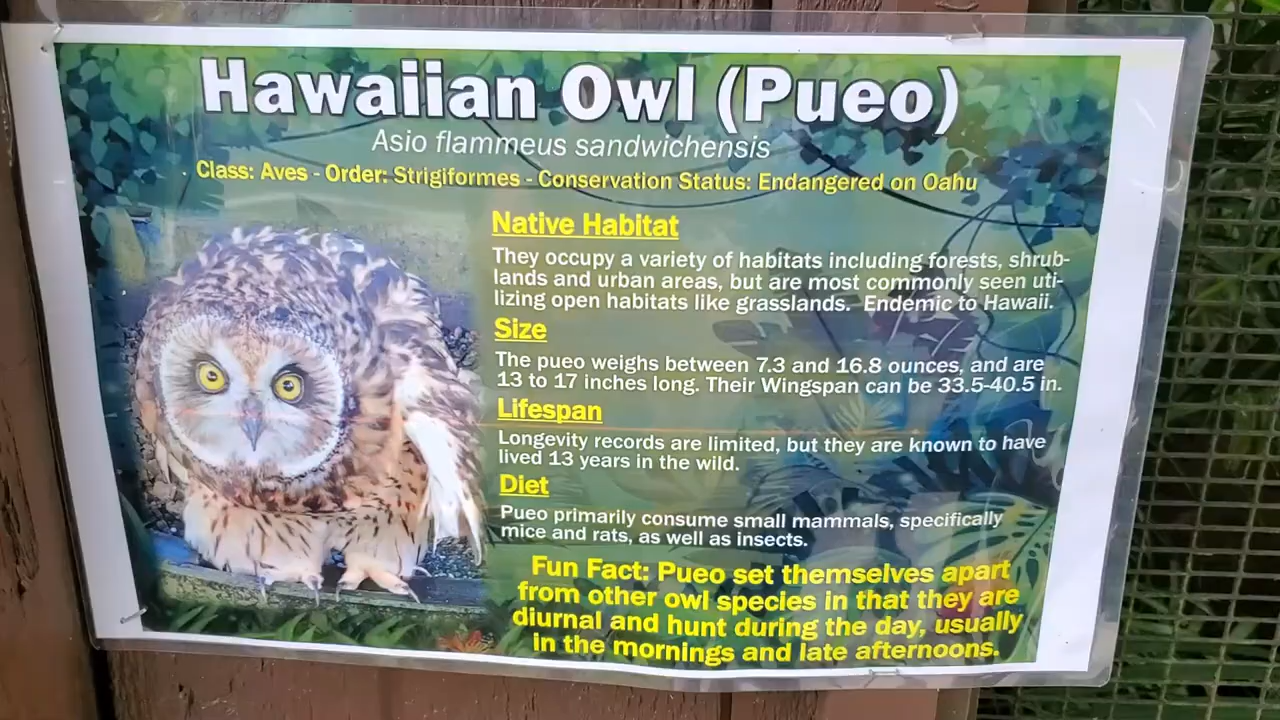 Hawaiian Owl (Pueo)
Asio flammeus sandwichensis
Class: Aves - Order: Strigiformes - Conservation Status: Endangered on Oahu
Native Habitat
They occupy a variety of habitats including forests, shrub-
lands and urban areas, but are most commonly seen uti-
lizing open habitats like grasslands. Endemic to Hawaii.
Size
The pueo weighs between 7.3 and 16.8 ounces, and are
13 to 17 inches long. Their Wingspan can be 33.5-40.5 in.
Lifespan
Longevity records are limited, but they are known to have
lived 13 years in the wild.
Diet
Pueo primarily consume small mammals, specifically
mice and rats, as well as insects.
Fun Fact: Pueo set themselves apart
from other owl species in that they are
diurnal and hunt during the day, usually
in the mornings and late afternoons.